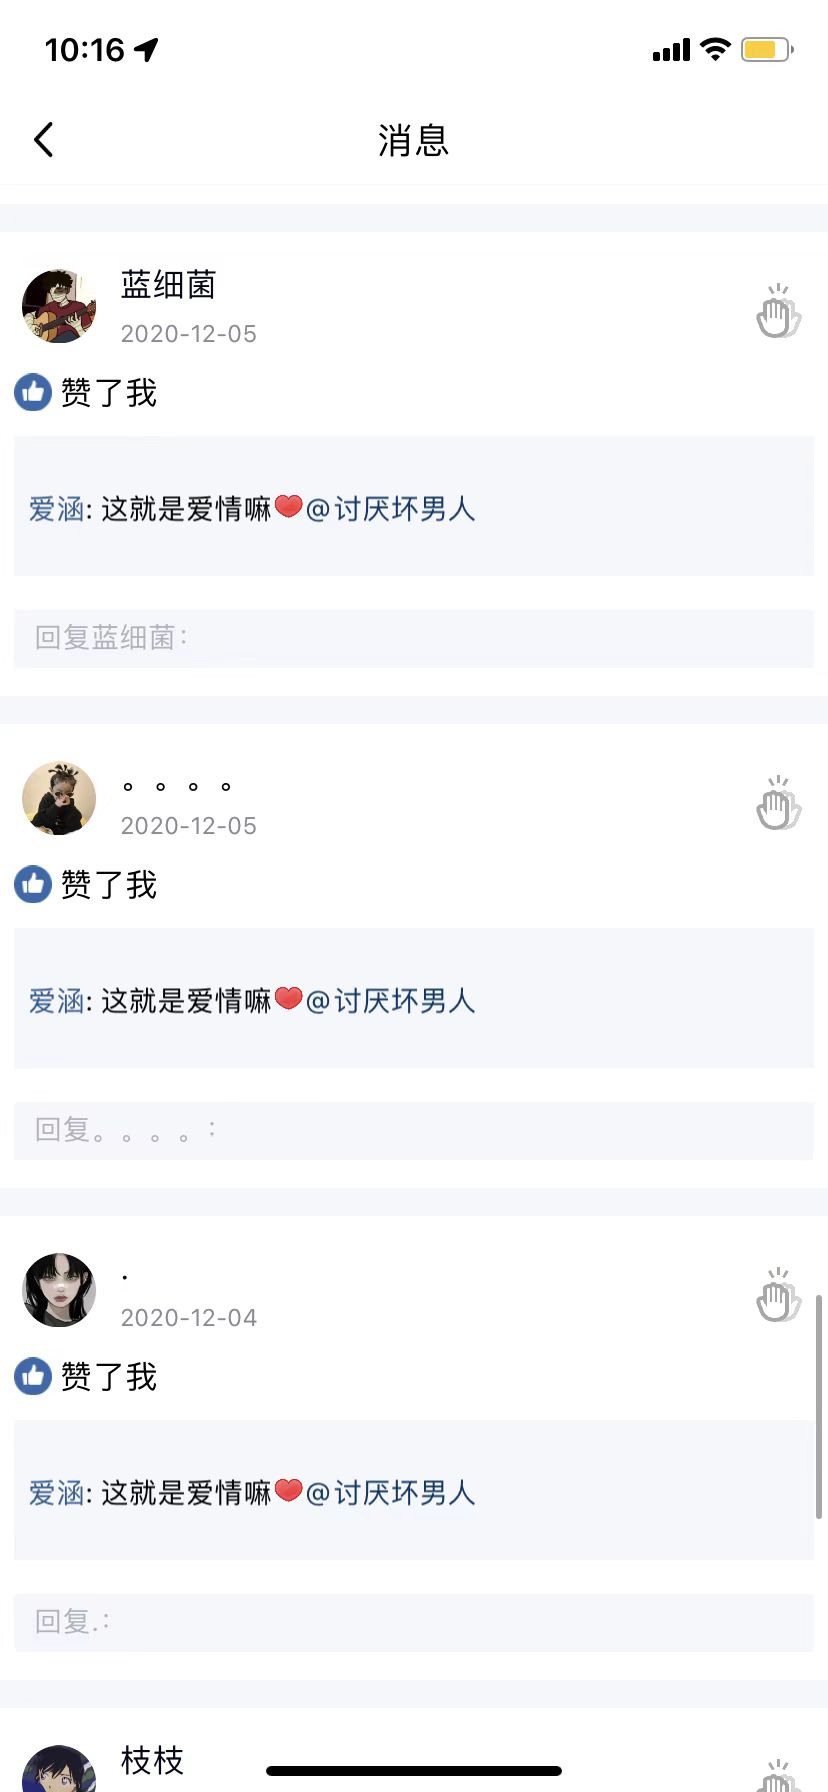 10:16
消息
蓝细菌
2020-12-05
赞了我
爱涵: 这就是爱情嘛❤️@讨厌坏男人
回复蓝细菌:
。。。。
2020-12-05
赞了我
爱涵: 这就是爱情嘛❤️@讨厌坏男人
回复。。。。:
.
2020-12-04
赞了我
爱涵: 这就是爱情嘛❤️@讨厌坏男人
回复.:
枝枝